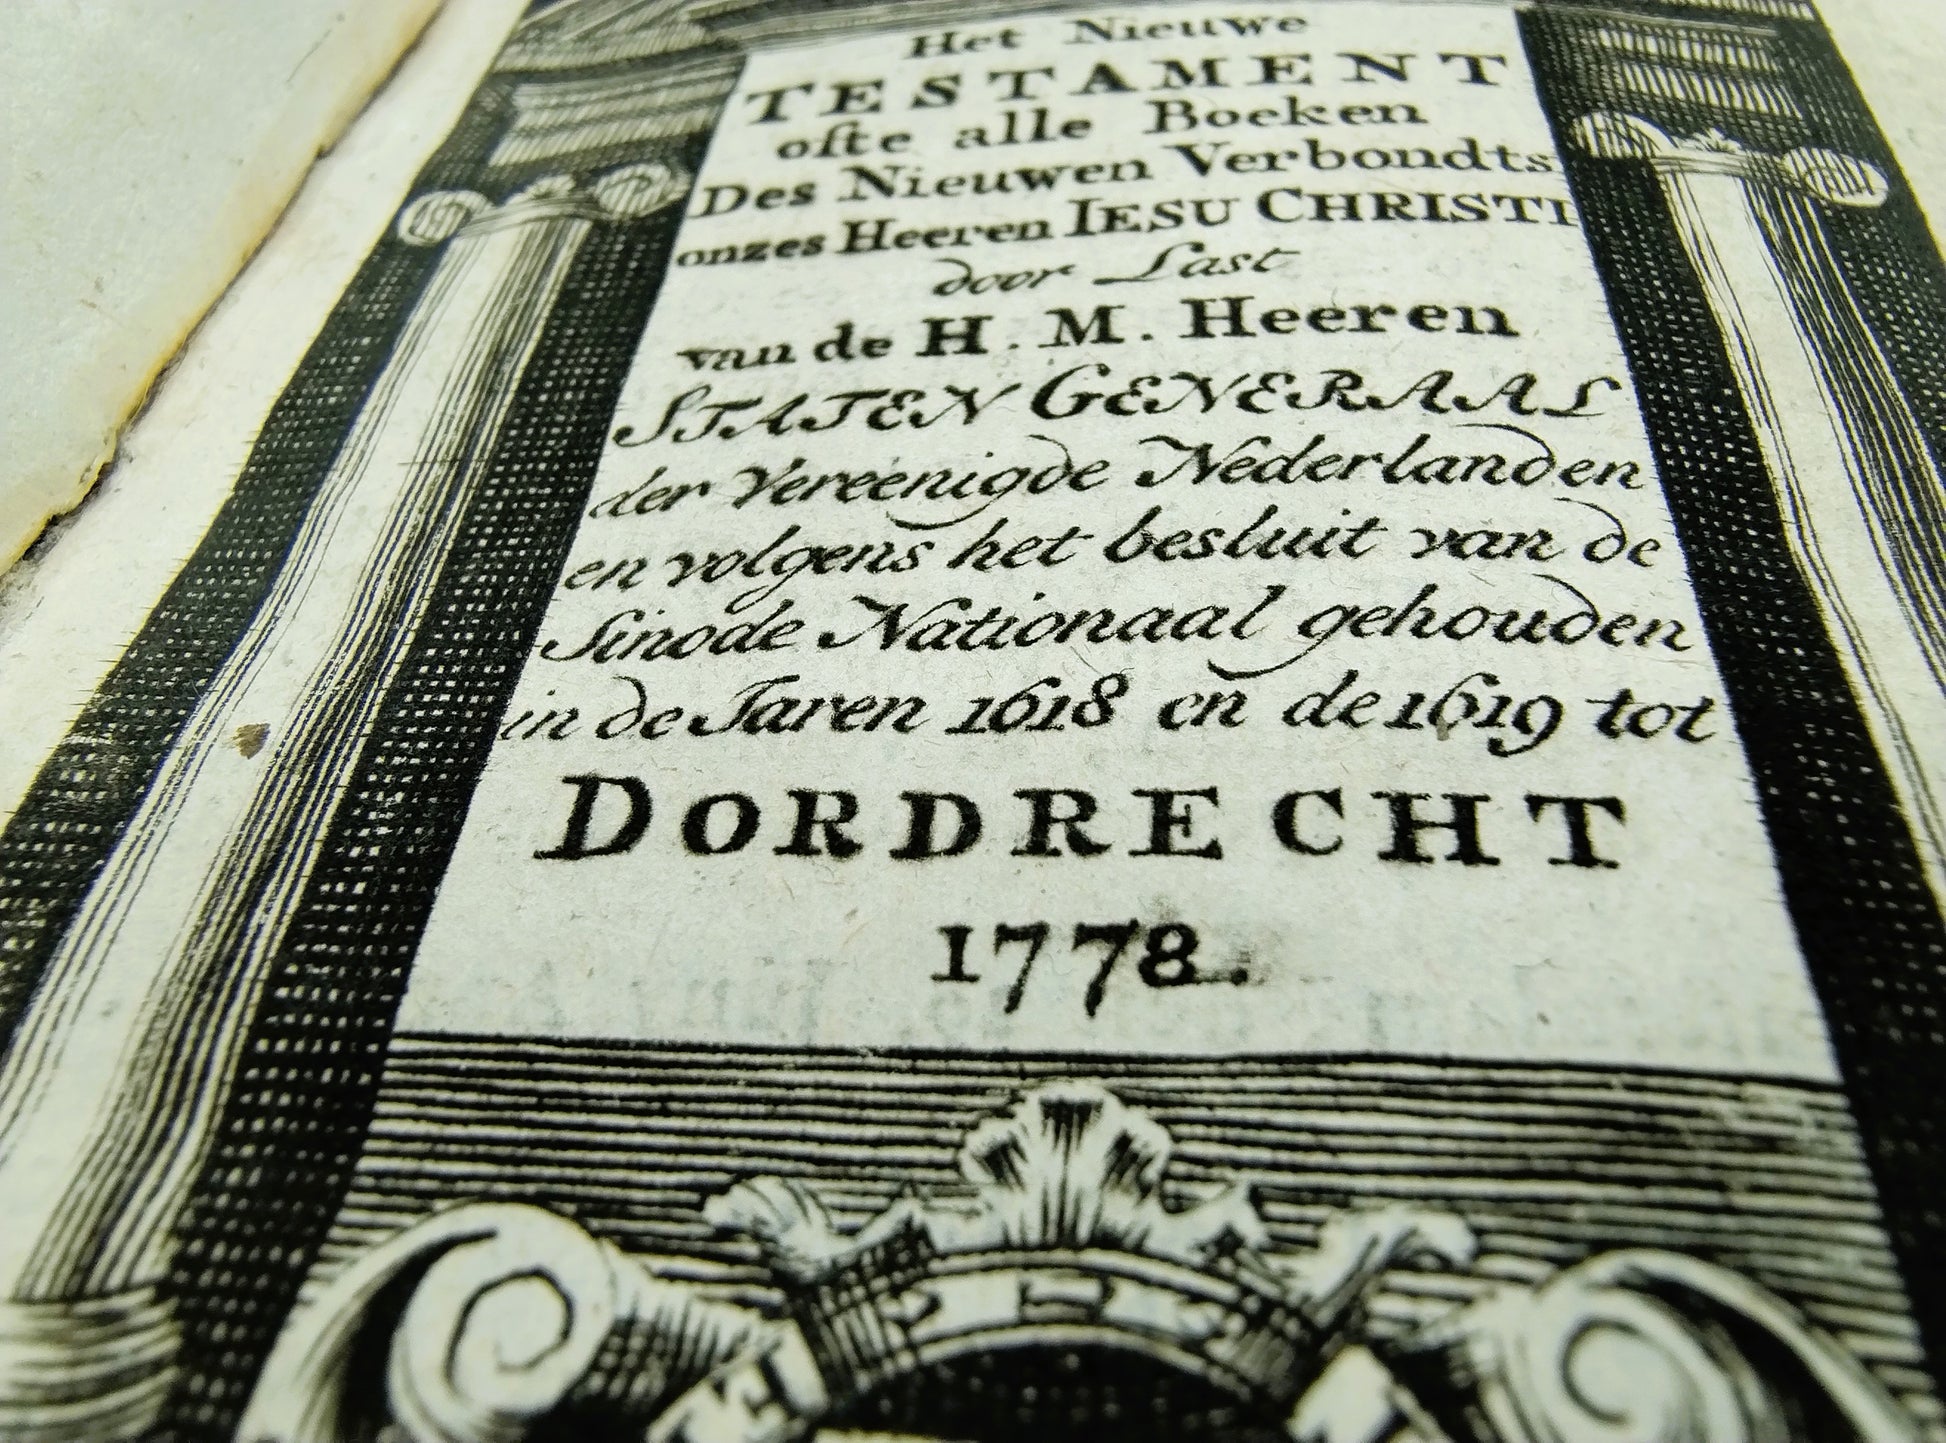 Het Nieuwe
TESTAMENT
ofte alle Boeken
Des Nieuwen Verbondts
onzes Heeren IESU CHRISTI
door Last
van de H. M. Heeren
STATEN GENERAAL
der Vereenigde Nederlanden
en volgens het besluit van de
Sinode Nationaal gehouden
in de Jaren 1618 en de 1619 tot
DORDRECHT
1778.